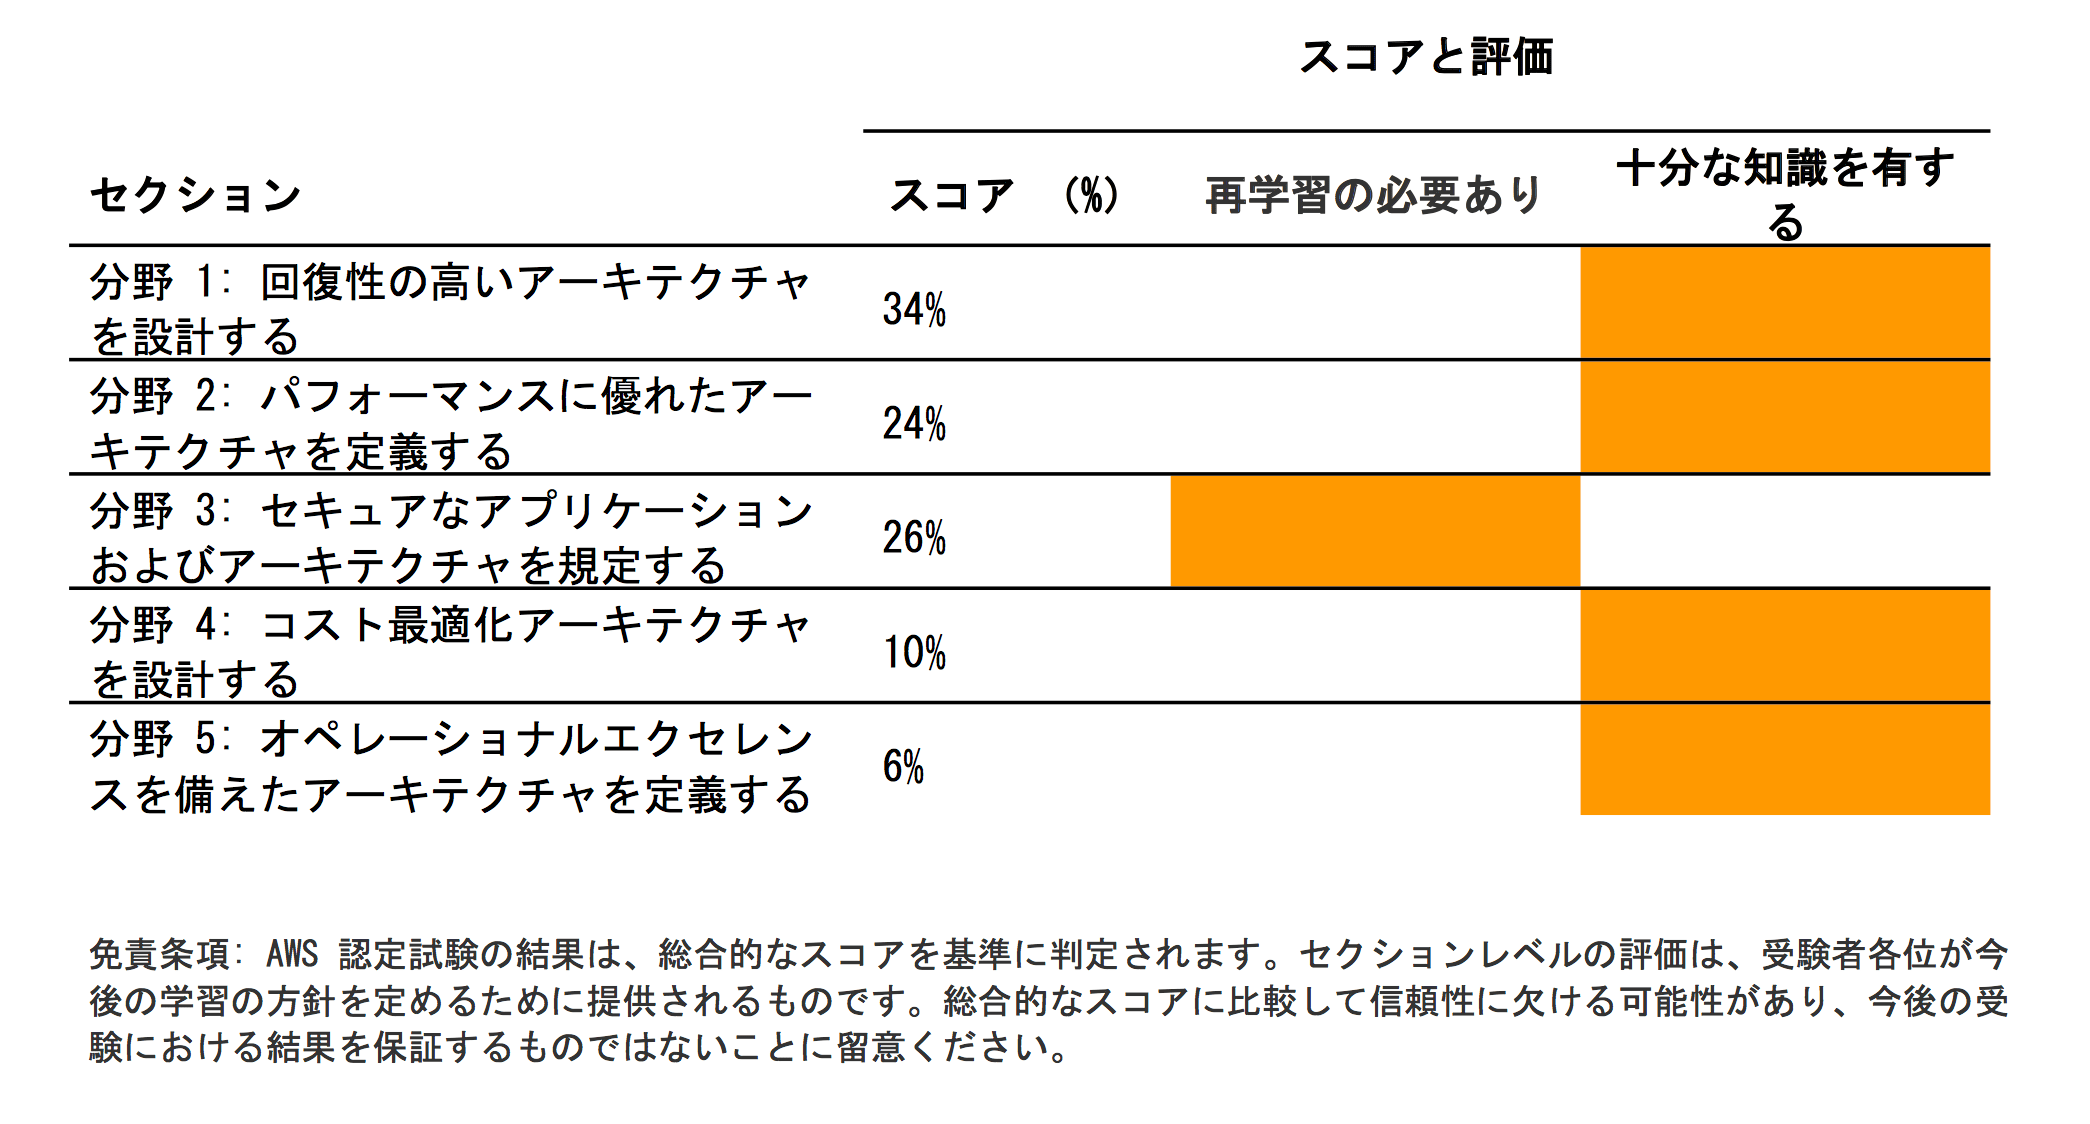 スコアと評価
セクション スコア (%) 再学習の必要あり 十分な知識を有す
る
分野 1: 回復性の高いアーキテクチャ
を設計する
34%
分野 2: パフォーマンスに優れたアー
キテクチャを定義する
24%
分野 3: セキュアなアプリケーション
およびアーキテクチャを規定する
26%
分野 4: コスト最適化アーキテクチャ
を設計する
10%
分野 5: オペレーショナルエクセレン
スを備えたアーキテクチャを定義する
6%
免責条項: AWS 認定試験の結果は、総合的なスコアを基準に判定されます。セクションレベルの評価は、受験者各位が今
後の学習の方針を定めるために提供されるものです。総合的なスコアに比較して信頼性に欠ける可能性があり、今後の受
験における結果を保証するものではないことに留意ください。